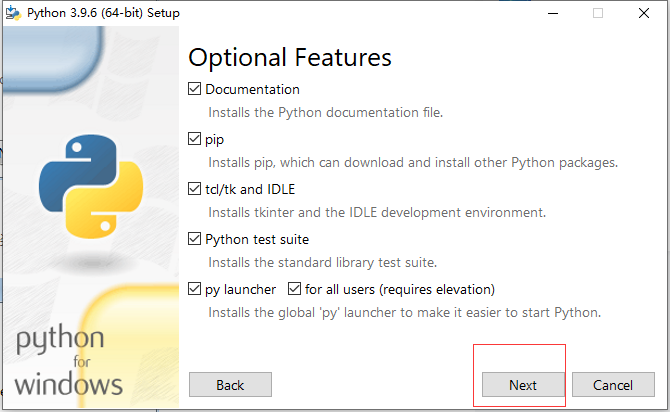 Python 3.9.6 (64-bit) Setup
Optional Features
Documentation
Installs the Python documentation file.
pip
Installs pip, which can download and install other Python packages.
tcl/tk and IDLE
Installs tkinter and the IDLE development environment.
Python test suite
Installs the standard library test suite.
py launcher for all users (requires elevation)
Installs the global 'py' launcher to make it easier to start Python.
python
for
windows
Back Next Cancel